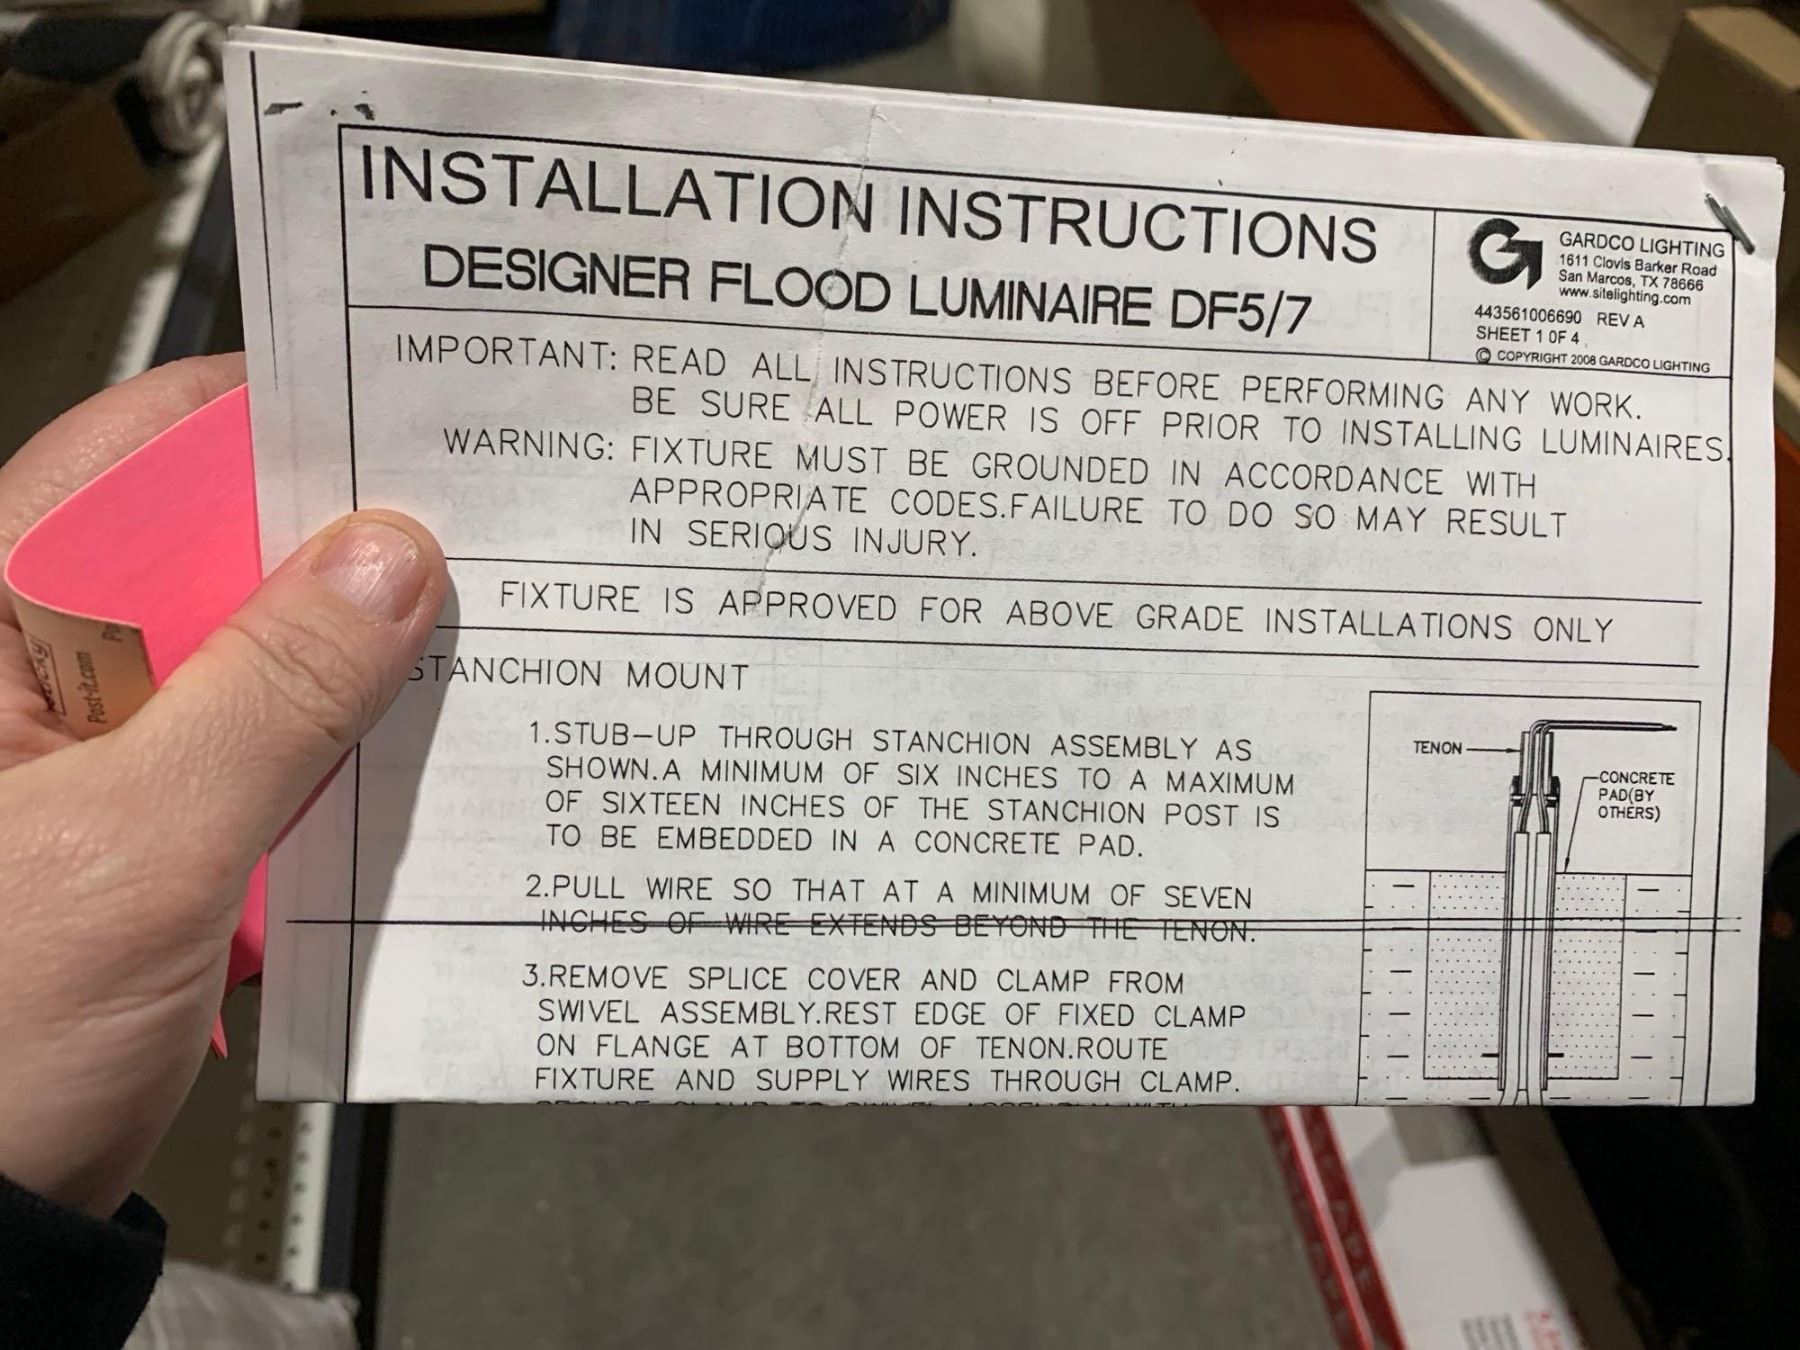 INSTALLATION INSTRUCTIONS
DESIGNER FLOOD LUMINAIRE DF5/7
GARDCO LIGHTING
1611 Clovis Barker Road
San Marcos, TX 78666
www.sitelighting.com
443561006690 REV A
SHEET 1 OF 4
© COPYRIGHT 2008 GARDCO LIGHTING
IMPORTANT: READ ALL INSTRUCTIONS BEFORE PERFORMING ANY WORK.
BE SURE ALL POWER IS OFF PRIOR TO INSTALLING LUMINAIRES.
WARNING: FIXTURE MUST BE GROUNDED IN ACCORDANCE WITH
APPROPRIATE CODES.FAILURE TO DO SO MAY RESULT
IN SERIOUS INJURY.
FIXTURE IS APPROVED FOR ABOVE GRADE INSTALLATIONS ONLY
STANCHION MOUNT
1.STUB-UP THROUGH STANCHION ASSEMBLY AS
SHOWN.A MINIMUM OF SIX INCHES TO A MAXIMUM
OF SIXTEEN INCHES OF THE STANCHION POST IS
TO BE EMBEDDED IN A CONCRETE PAD.
2.PULL WIRE SO THAT AT A MINIMUM OF SEVEN
INCHES OF WIRE EXTENDS BEYOND THE TENON.
3.REMOVE SPLICE COVER AND CLAMP FROM
SWIVEL ASSEMBLY.REST EDGE OF FIXED CLAMP
ON FLANGE AT BOTTOM OF TENON.ROUTE
FIXTURE AND SUPPLY WIRES THROUGH CLAMP.
TENON
CONCRETE
PAD(BY
OTHERS)
Post-it.com